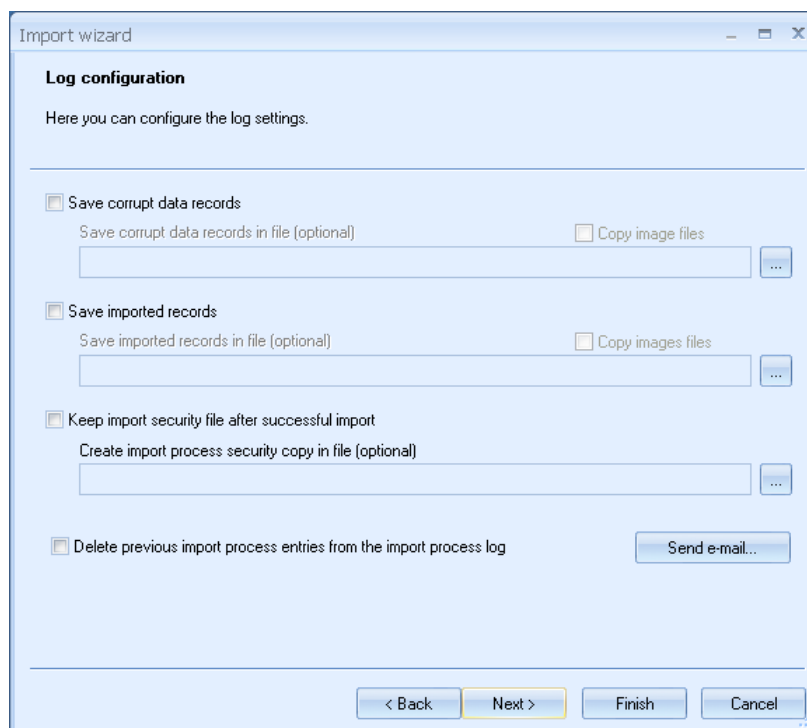 Import wizard
Log configuration
Here you can configure the log settings.
Save corrupt data records
Save corrupt data records in file (optional) Copy image files
...
Save imported records
Save imported records in file (optional) Copy images files
...
Keep import security file after successful import
Create import process security copy in file (optional)
...
Delete previous import process entries from the import process log Send e-mail...
< Back Next > Finish Cancel